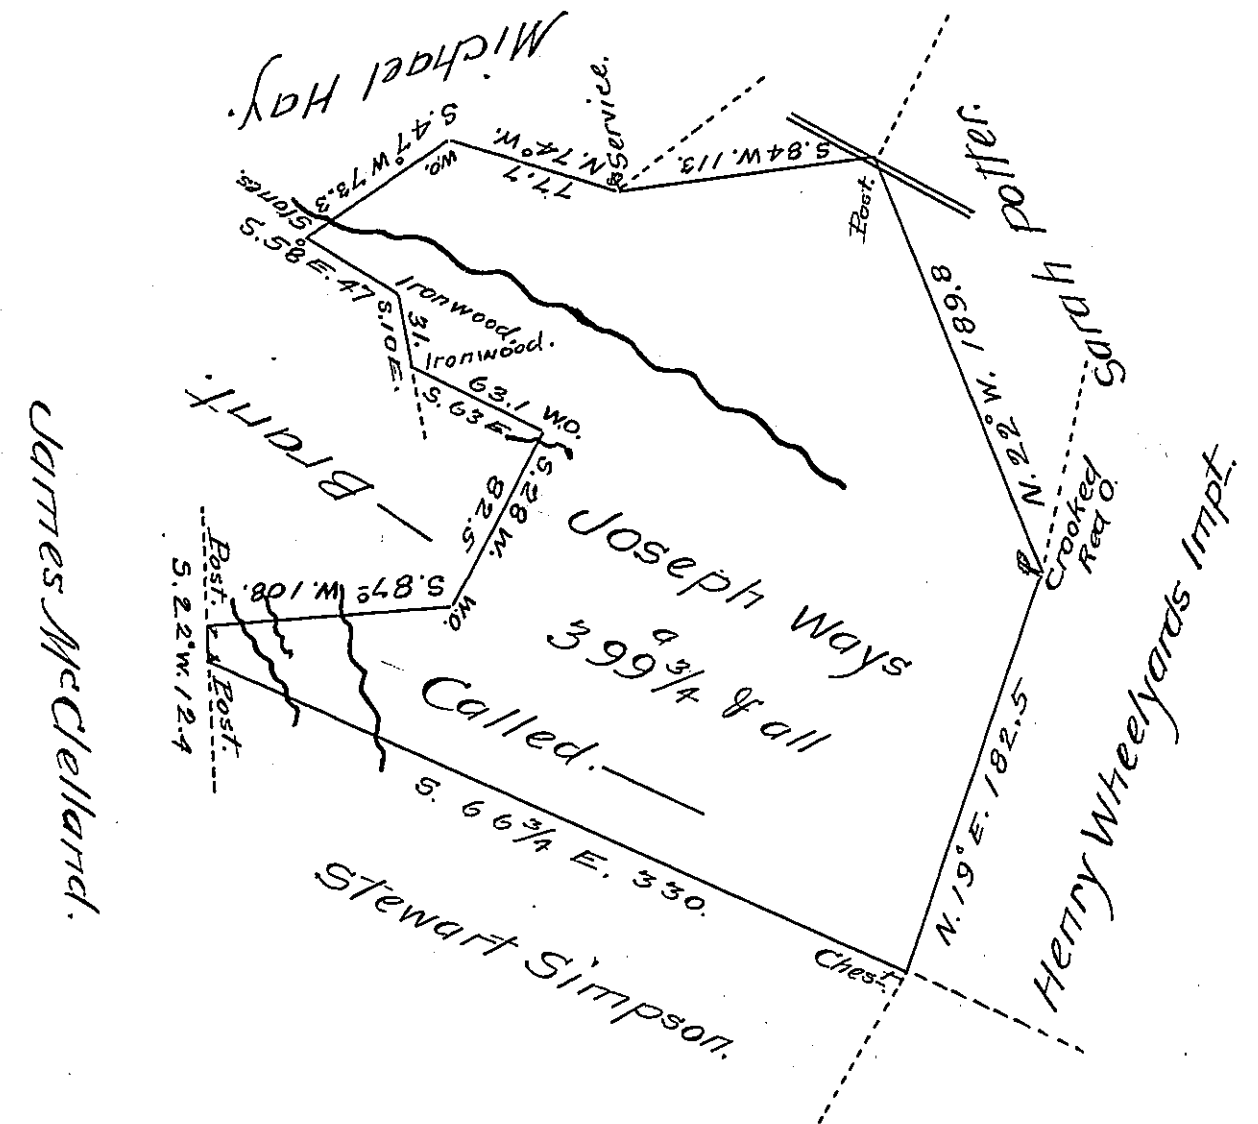 Michael Hay.
Service.
S.47° W 73.3
W.O.
N.74° W.
77.7
S.84 W. 113.
Post.
Sarah Potter.
Stones.
S.58 E. 47
Ironwood.
S.10 E.
31.
Ironwood.
63.1 W.O.
S. 63 E.
N. 22° W. 189.8
Crooked
Red O.
Henry Wheelyards Impt.
— Brant.
S. 28 W.
82.5
Joseph Ways
a
399 3/4 & all
Called.——
James McClelland.
Post.
S. 22° W. 12.4
S. 87° W. 108.
W.O.
Post.
S. 66 3/4 E. 330.
N. 19° E. 182.5
Stewart Simpson.
Chest.